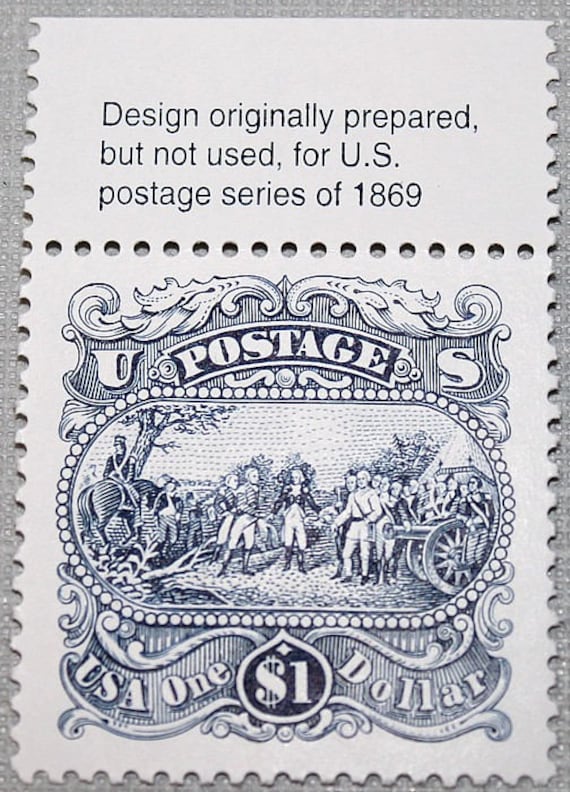 Design originally prepared,
but not used, for U.S.
postage series of 1869
U POSTAGE S
USA One $1 Dollar